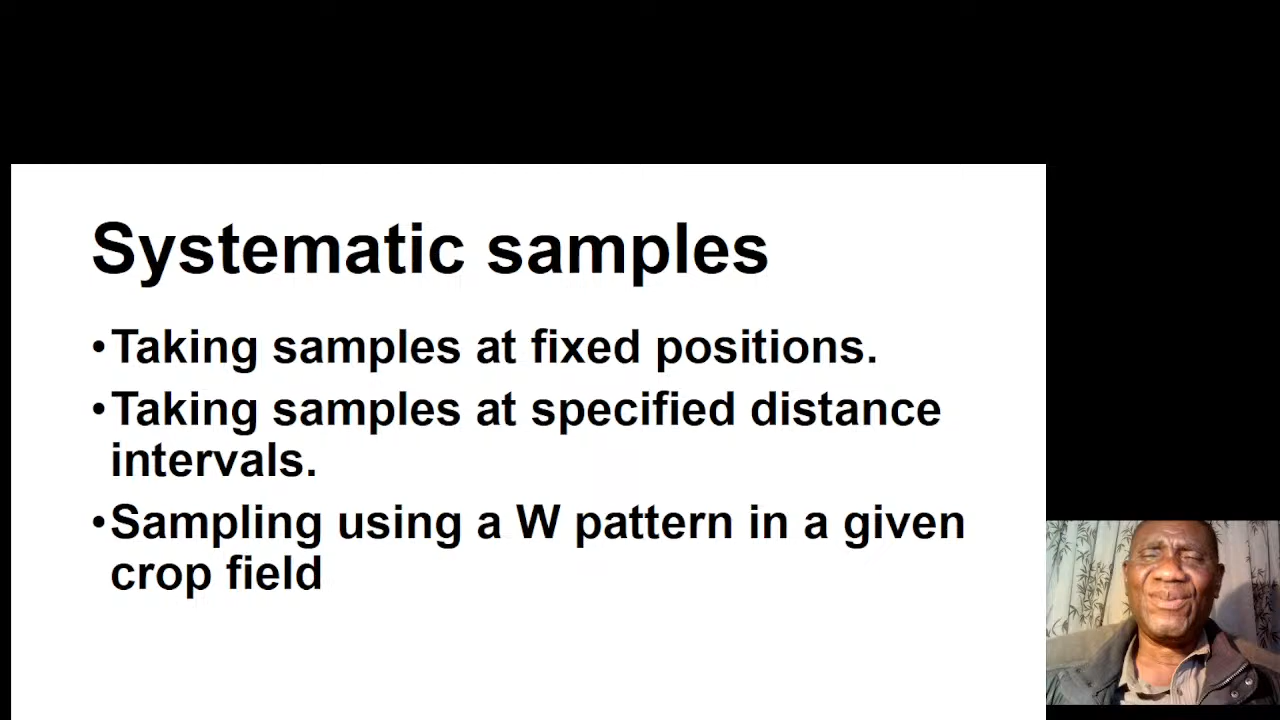 Systematic samples
•Taking samples at fixed positions.
•Taking samples at specified distance
intervals.
•Sampling using a W pattern in a given
crop field